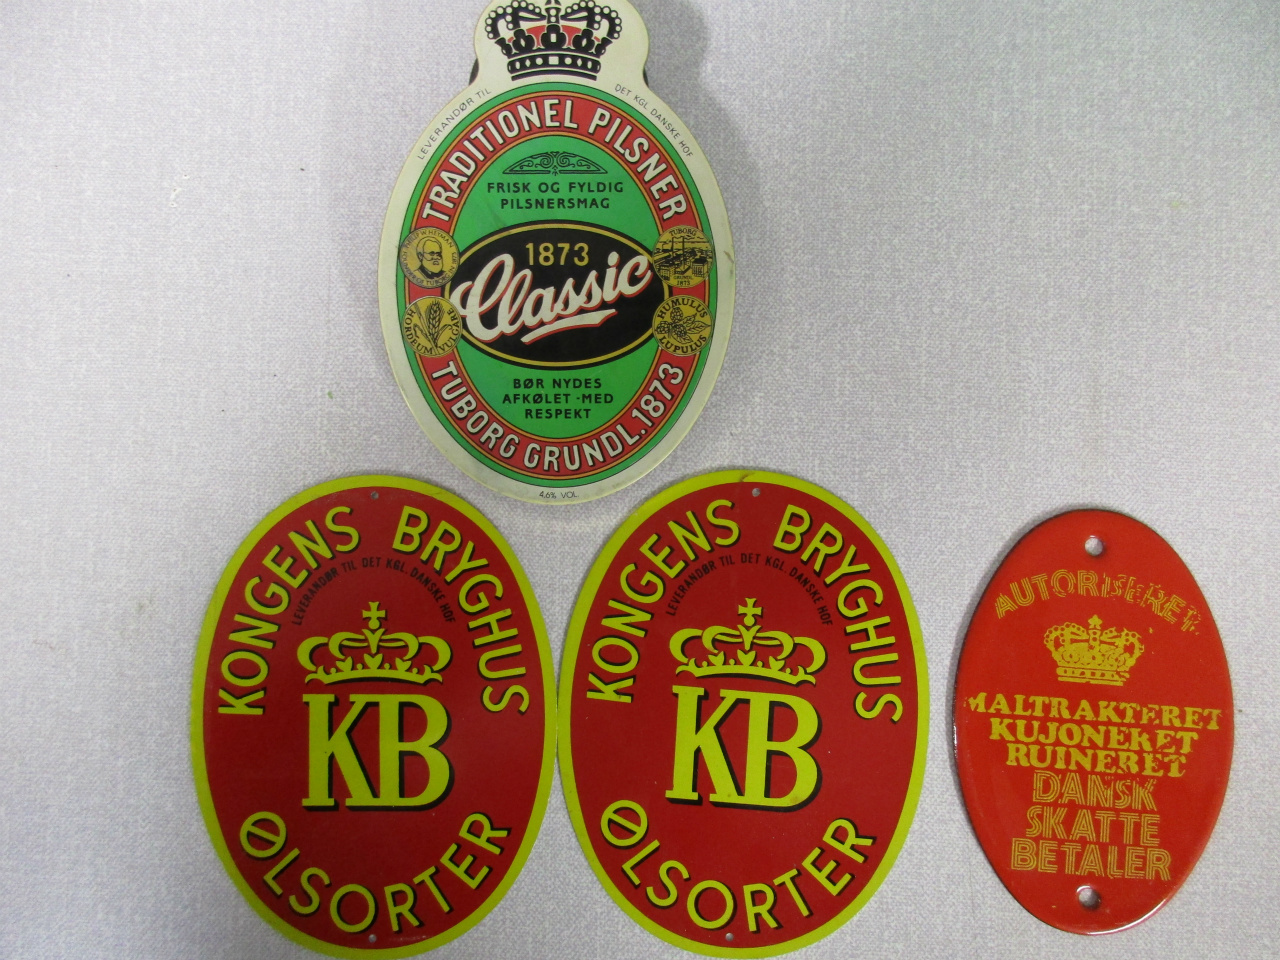 LEVERANDØR TIL DET KGL. DANSKE HOF
TRADITIONEL PILSNER
FRISK OG FYLDIG
PILSNERSMAG
1873
Classic
TUBORG
HORDEUM VULGARE
HUMULUS LUPULUS
BØR NYDES
AFKØLET - MED
RESPEKT
TUBORG GRUNDL. 1873
4,6% VOL
KONGENS BRYGHUS
LEVERANDØR TIL DET KGL. DANSKE HOF
KB
ØLSORTER
KONGENS BRYGHUS
LEVERANDØR TIL DET KGL. DANSKE HOF
KB
ØLSORTER
AUTORISERET
MALTRAKTERET
KUJONERET
RUINERET
DANSK
SKATTE
BETALER